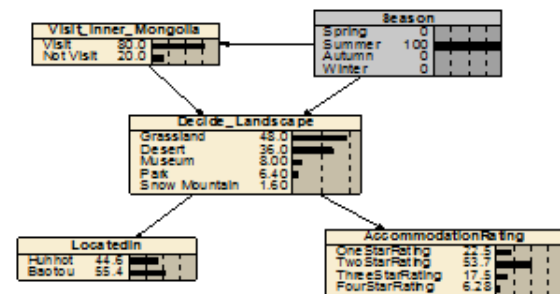 Visit_Inner_Mongolia
Visit 80.0
Not Visit 20.0
Season
Spring 0
Summer 100
Autumn 0
Winter 0
Decide_Landscape
Grassland 48.0
Desert 36.0
Museum 8.00
Park 6.40
Snow Mountain 1.60
LocatedIn
Huhhot 44.6
Baotou 55.4
AccommodationRating
OneStarRating 22.5
TwoStarRating 53.7
ThreeStarRating 17.5
FourStarRating 6.28